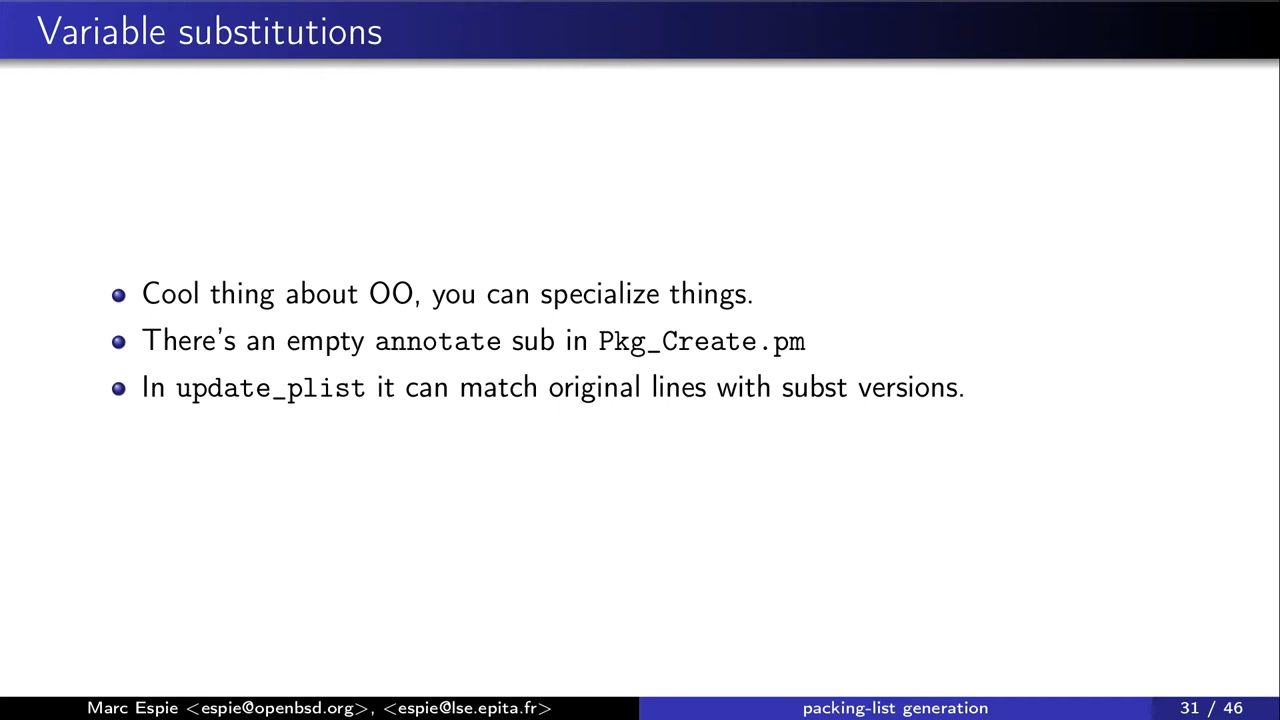 Variable substitutions
Cool thing about OO, you can specialize things.
There's an empty annotate sub in Pkg_Create.pm
In update_plist it can match original lines with subst versions.
Marc Espie <espie@openbsd.org>, <espie@lse.epita.fr> packing-list generation 31 / 46